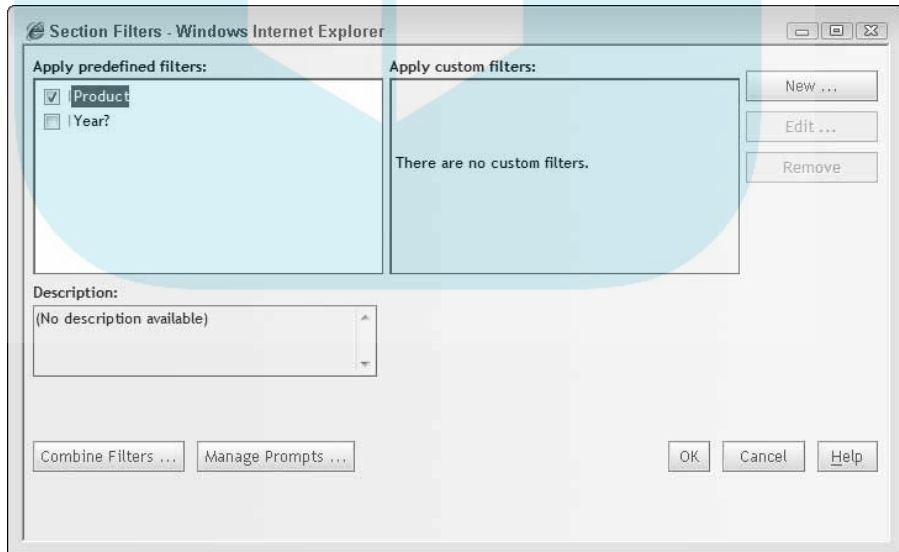 Section Filters - Windows Internet Explorer
Apply predefined filters:
Product
Year?
Apply custom filters:
There are no custom filters.
New ...
Edit ...
Remove
Description:
(No description available)
Combine Filters ...
Manage Prompts ...
OK
Cancel
Help